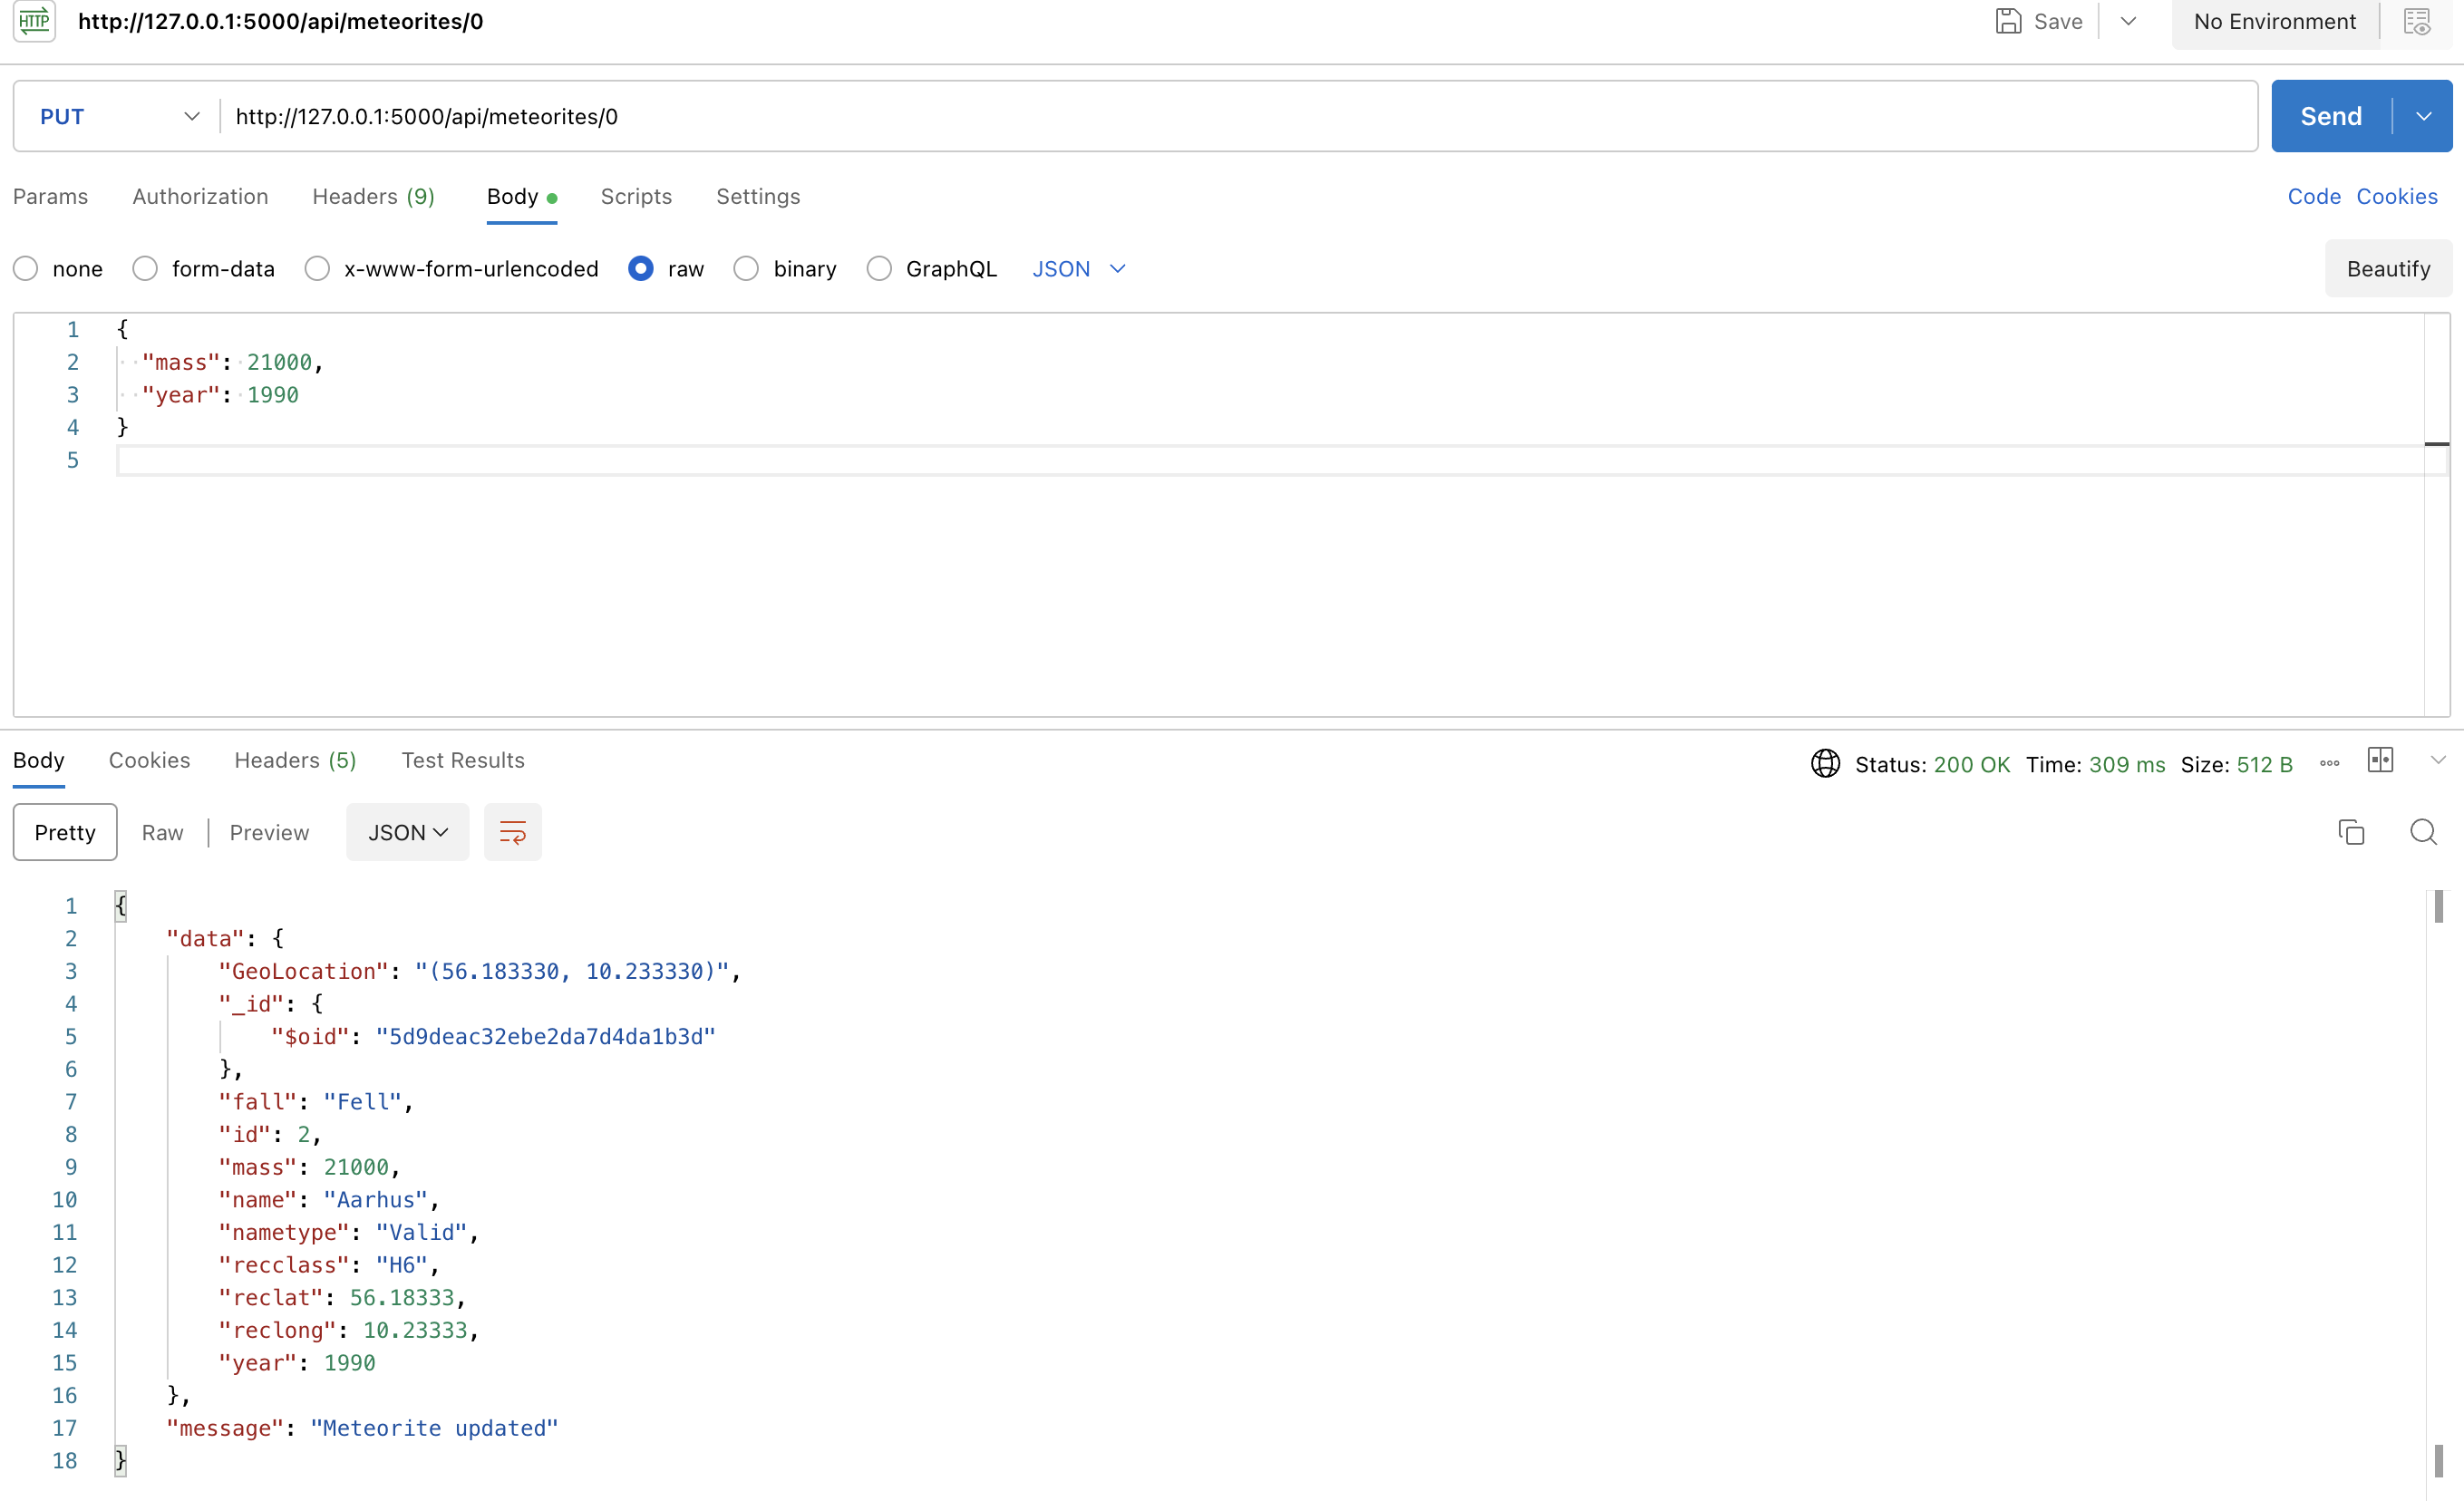 HTTP http://127.0.0.1:5000/api/meteorites/0 Save No Environment
PUT http://127.0.0.1:5000/api/meteorites/0 Send
Params Authorization Headers (9) Body Scripts Settings Code Cookies
none form-data x-www-form-urlencoded raw binary GraphQL JSON Beautify
1 {
2 "mass": 21000,
3 "year": 1990
4 }
5
Body Cookies Headers (5) Test Results Status: 200 OK Time: 309 ms Size: 512 B
Pretty Raw Preview JSON
1 {
2 "data": {
3 "GeoLocation": "(56.183330, 10.233330)",
4 "_id": {
5 "$oid": "5d9deac32ebe2da7d4da1b3d"
6 },
7 "fall": "Fell",
8 "id": 2,
9 "mass": 21000,
10 "name": "Aarhus",
11 "nametype": "Valid",
12 "recclass": "H6",
13 "reclat": 56.18333,
14 "reclong": 10.23333,
15 "year": 1990
16 },
17 "message": "Meteorite updated"
18 }